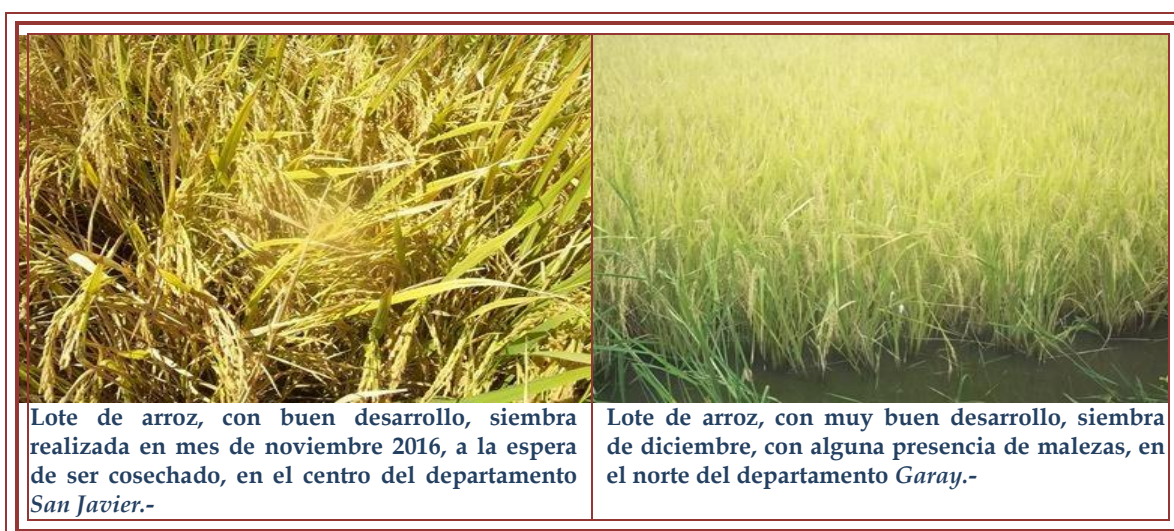 Lote de arroz, con buen desarrollo, siembra
realizada en mes de noviembre 2016, a la espera
de ser cosechado, en el centro del departamento
San Javier.-
Lote de arroz, con muy buen desarrollo, siembra
de diciembre, con alguna presencia de malezas, en
el norte del departamento Garay.-